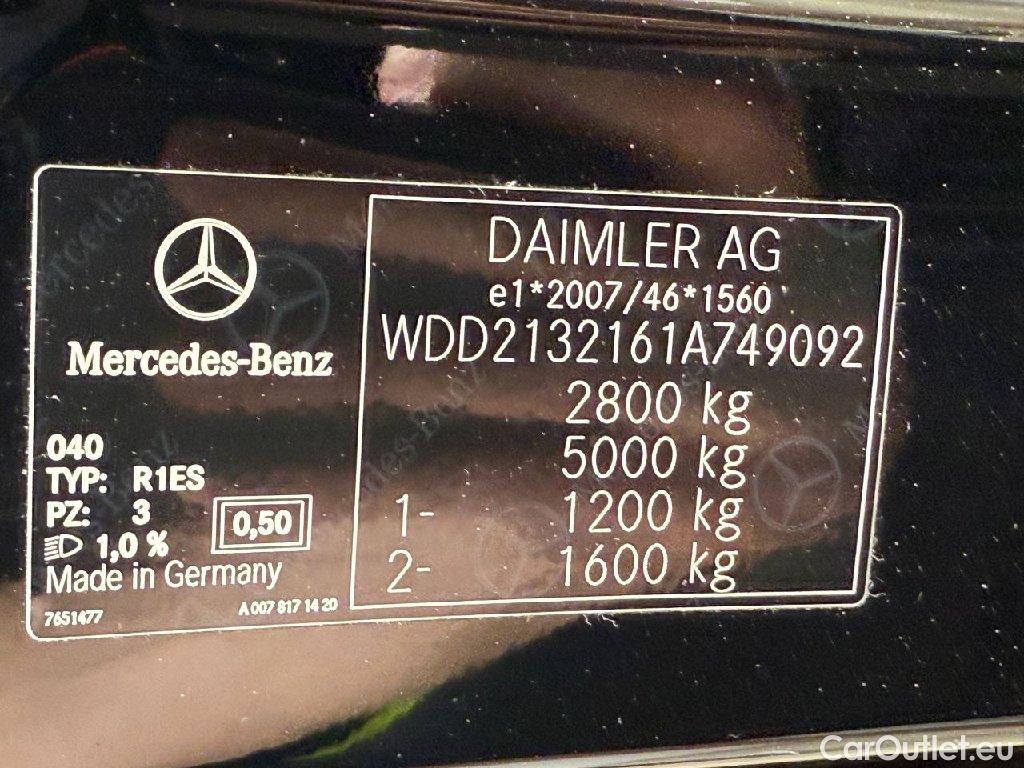 Mercedes-Benz
040
TYP: R1ES
PZ: 3
0,50
1,0 %
Made in Germany
7651477
A 007 817 14 20
DAIMLER AG
e1*2007/46*1560
WDD2132161A749092
2800 kg
5000 kg
1- 1200 kg
2- 1600 kg
CarOutlet.eu